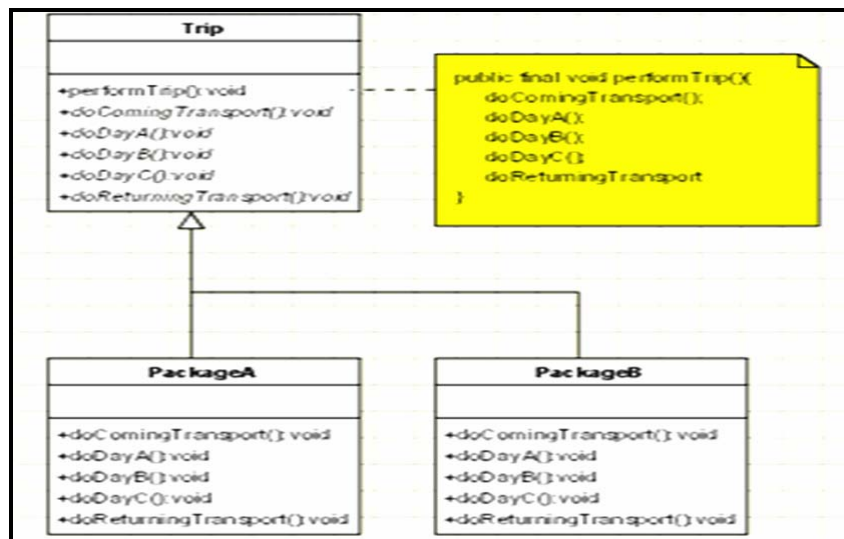 Trip
+performTrip():void
+doComingTransport():void
+doDayA():void
+doDayB():void
+doDayC():void
+doReturningTransport():void
public final void performTrip(){
doComingTransport();
doDayA();
doDayB();
doDayC();
doReturningTransport
}
PackageA
+doComingTransport():void
+doDayA():void
+doDayB():void
+doDayC():void
+doReturningTransport():void
PackageB
+doComingTransport():void
+doDayA():void
+doDayB():void
+doDayC():void
+doReturningTransport():void